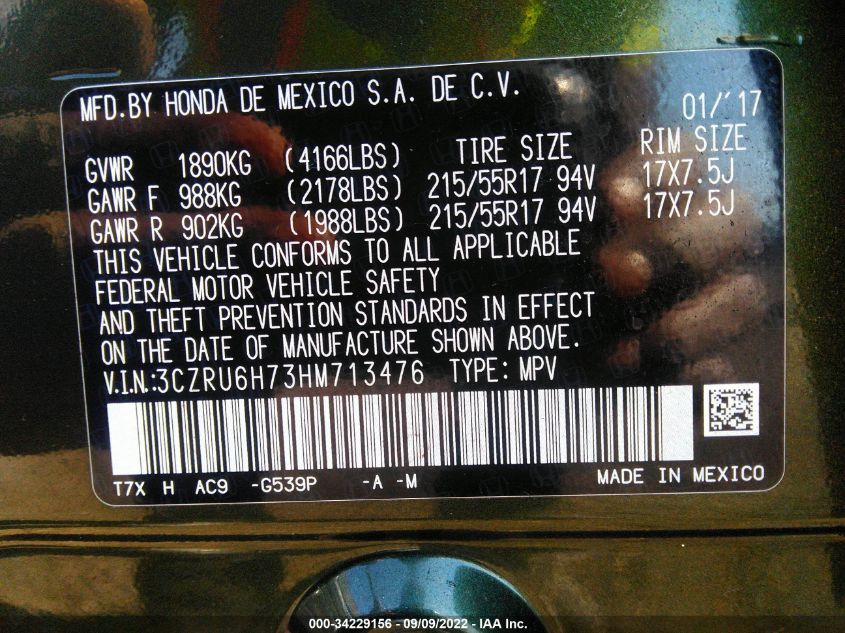 MFD.BY HONDA DE MEXICO S.A. DE C.V.
01/'17
GVWR 1890KG (4166LBS) TIRE SIZE RIM SIZE
GAWR F 988KG (2178LBS) 215/55R17 94V 17X7.5J
GAWR R 902KG (1988LBS) 215/55R17 94V 17X7.5J
THIS VEHICLE CONFORMS TO ALL APPLICABLE
FEDERAL MOTOR VEHICLE SAFETY
AND THEFT PREVENTION STANDARDS IN EFFECT
ON THE DATE OF MANUFACTURE SHOWN ABOVE.
V.I.N.:3CZRU6H73HM713476 TYPE: MPV
T7X H AC9 -G539P -A -M MADE IN MEXICO
000-34229156 - 09/09/2022 - IAA Inc.